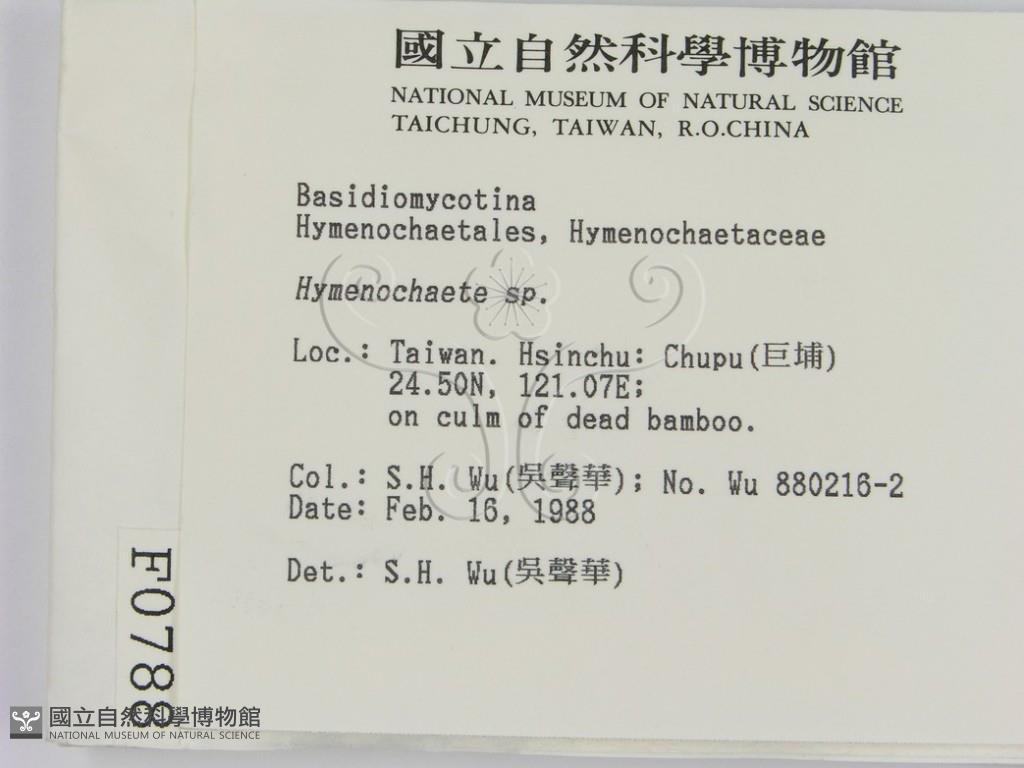 國立自然科學博物館
NATIONAL MUSEUM OF NATURAL SCIENCE
TAICHUNG, TAIWAN, R.O.CHINA
Basidiomycotina
Hymenochaetales, Hymenochaetaceae
Hymenochaete sp.
Loc.: Taiwan. Hsinchu: Chupu(巨埔)
24.50N, 121.07E;
on culm of dead bamboo.
Col.: S.H. Wu(吳聲華); No. Wu 880216-2
Date: Feb. 16, 1988
Det.: S.H. Wu(吳聲華)
F0788
國立自然科學博物館
NATIONAL MUSEUM OF NATURAL SCIENCE